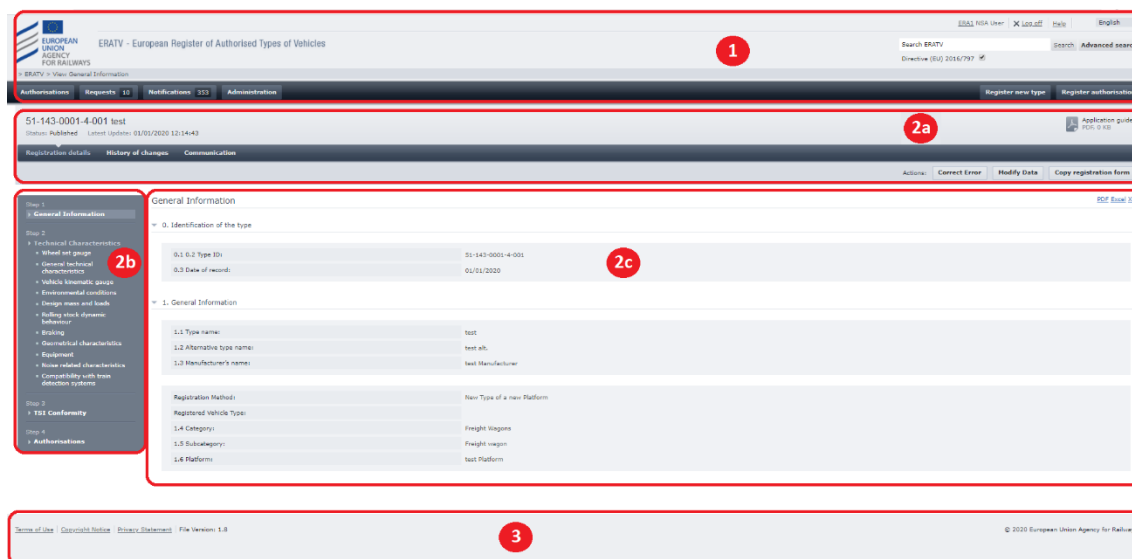 ERA1 NSA User Log off Help English
EUROPEAN
UNION
AGENCY
FOR RAILWAYS
ERATV - European Register of Authorised Types of Vehicles
1
Search ERATV Search Advanced sear
Directive (EU) 2016/797
> ERATV > View General Information
Authorisations Requests 10 Notifications 353 Administration Register new type Register authorisatio
51-143-0001-4-001 test
Status: Published Latest Update: 01/01/2020 12:14:43
2a
Application guide
PDF, 0 KB
Registration details History of changes Communication
Actions: Correct Error Modify Data Copy registration form
Step 1
General Information
Step 2
Technical Characteristics
Wheel set gauge
General technical
characteristics
2b
Vehicle kinematic gauge
Environmental conditions
Design mass and loads
Rolling stock dynamic
behaviour
Braking
Geometrical characteristics
Equipment
Noise related characteristics
Compatibility with train
detection systems
Step 3
TSI Conformity
Step 4
Authorisations
General Information PDF Excel X
0. Identification of the type
0.1 0.2 Type ID: 51-143-0001-4-001
2c
0.3 Date of record: 01/01/2020
1. General Information
1.1 Type name: test
1.2 Alternative type name: test alt.
1.3 Manufacturer's name: test Manufacturer
Registration Method: New Type of a new Platform
Registered Vehicle Type:
1.4 Category: Freight Wagons
1.5 Subcategory: Freight wagon
1.6 Platform: test Platform
Terms of Use | Copyright Notice | Privacy Statement | File Version: 1.8
3
© 2020 European Union Agency for Railwa